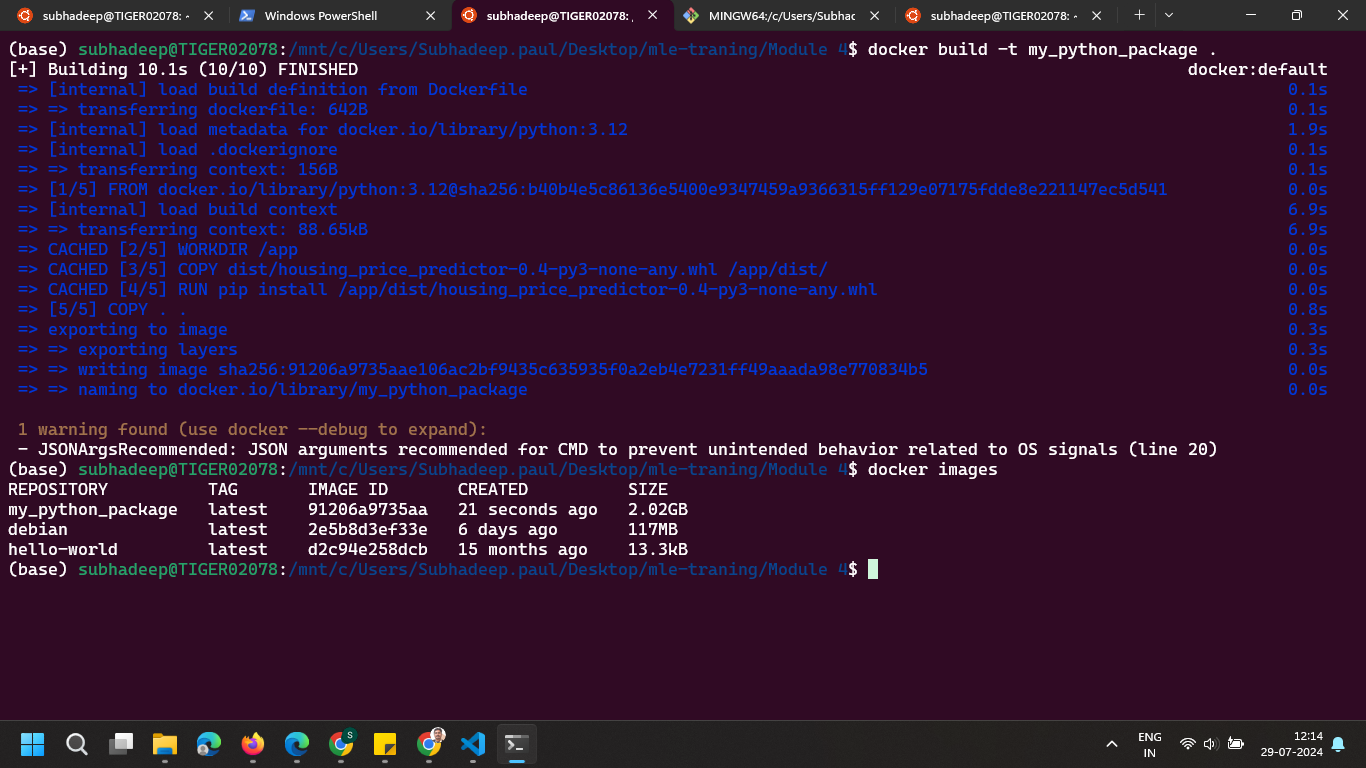 subhadeep@TIGER02078: ~
Windows PowerShell
subhadeep@TIGER02078: /
MINGW64:/c/Users/Subhac
subhadeep@TIGER02078: ~
(base) subhadeep@TIGER02078:/mnt/c/Users/Subhadeep.paul/Desktop/mle-traning/Module 4$ docker build -t my_python_package .
[+] Building 10.1s (10/10) FINISHED docker:default
=> [internal] load build definition from Dockerfile 0.1s
=> => transferring dockerfile: 642B 0.1s
=> [internal] load metadata for docker.io/library/python:3.12 1.9s
=> [internal] load .dockerignore 0.1s
=> => transferring context: 156B 0.1s
=> [1/5] FROM docker.io/library/python:3.12@sha256:b40b4e5c86136e5400e9347459a9366315ff129e07175fdde8e221147ec5d541 0.0s
=> [internal] load build context 6.9s
=> => transferring context: 88.65kB 6.9s
=> CACHED [2/5] WORKDIR /app 0.0s
=> CACHED [3/5] COPY dist/housing_price_predictor-0.4-py3-none-any.whl /app/dist/ 0.0s
=> CACHED [4/5] RUN pip install /app/dist/housing_price_predictor-0.4-py3-none-any.whl 0.0s
=> [5/5] COPY . . 0.8s
=> exporting to image 0.3s
=> => exporting layers 0.3s
=> => writing image sha256:91206a9735aae106ac2bf9435c635935f0a2eb4e7231ff49aaada98e770834b5 0.0s
=> => naming to docker.io/library/my_python_package 0.0s
1 warning found (use docker --debug to expand):
- JSONArgsRecommended: JSON arguments recommended for CMD to prevent unintended behavior related to OS signals (line 20)
(base) subhadeep@TIGER02078:/mnt/c/Users/Subhadeep.paul/Desktop/mle-traning/Module 4$ docker images
REPOSITORY TAG IMAGE ID CREATED SIZE
my_python_package latest 91206a9735aa 21 seconds ago 2.02GB
debian latest 2e5b8d3ef33e 6 days ago 117MB
hello-world latest d2c94e258dcb 15 months ago 13.3kB
(base) subhadeep@TIGER02078:/mnt/c/Users/Subhadeep.paul/Desktop/mle-traning/Module 4$
S
ENG
IN
12:14
29-07-2024